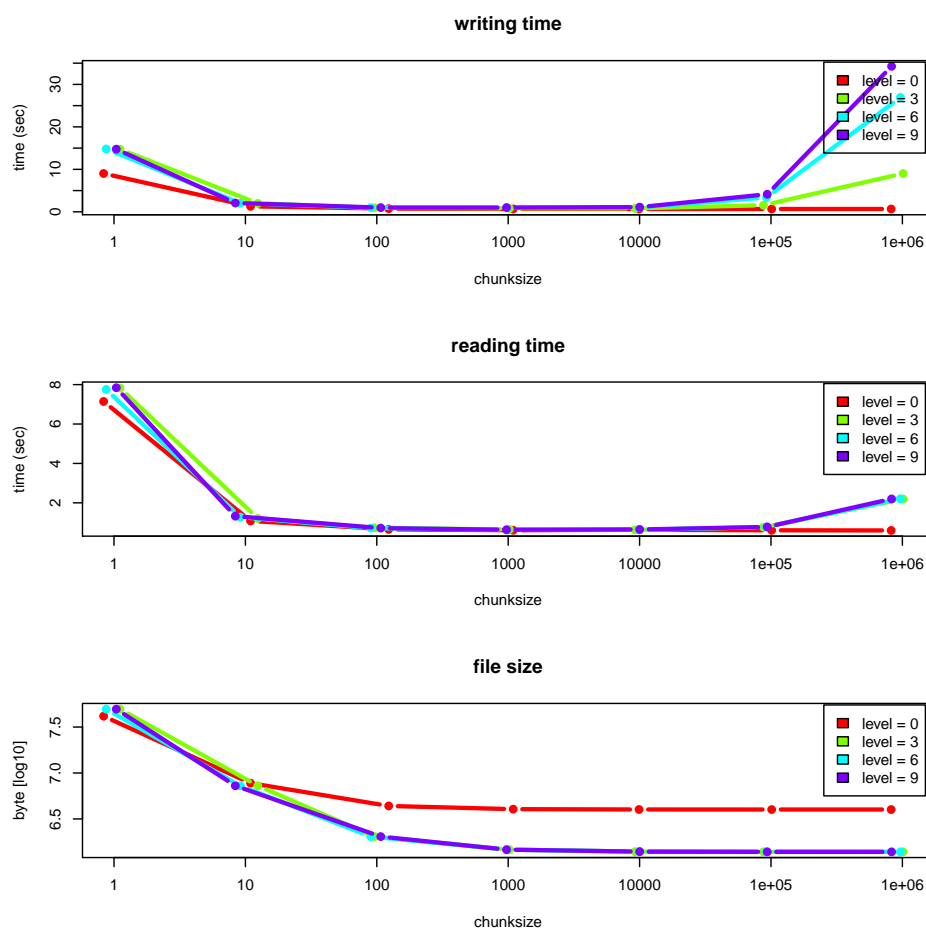 writing time
time (sec)
0
10
20
30
1
10
100
1000
10000
1e+05
1e+06
chunksize
level = 0
level = 3
level = 6
level = 9
reading time
time (sec)
2
4
6
8
1
10
100
1000
10000
1e+05
1e+06
chunksize
level = 0
level = 3
level = 6
level = 9
file size
byte [log10]
6.5
7.0
7.5
1
10
100
1000
10000
1e+05
1e+06
chunksize
level = 0
level = 3
level = 6
level = 9